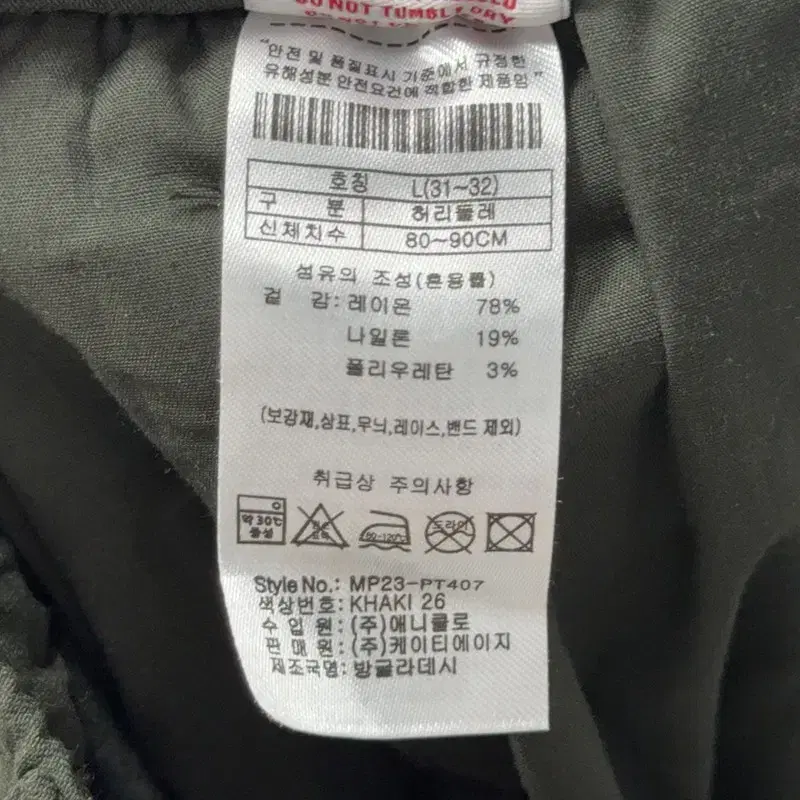 DO NOT TUMBLE DRY
"안전 및 품질표시 기준에서 규정한
유해성분 안전요건에 적합한 제품임"
호칭 L(31~32)
구 분 허리둘레
신체치수 80~90CM
섬유의 조성(혼용률)
겉 감: 레이온 78%
나일론 19%
폴리우레탄 3%
(보강재,상표,무늬,레이스,밴드 제외)
취급상 주의사항
약30℃ 중성
80~120℃
드라이
Style No.: MP23-PT407
색상번호: KHAKI 26
수 입 원: (주)애니클로
판 매 원: (주)케이티에이지
제조국명: 방글라데시